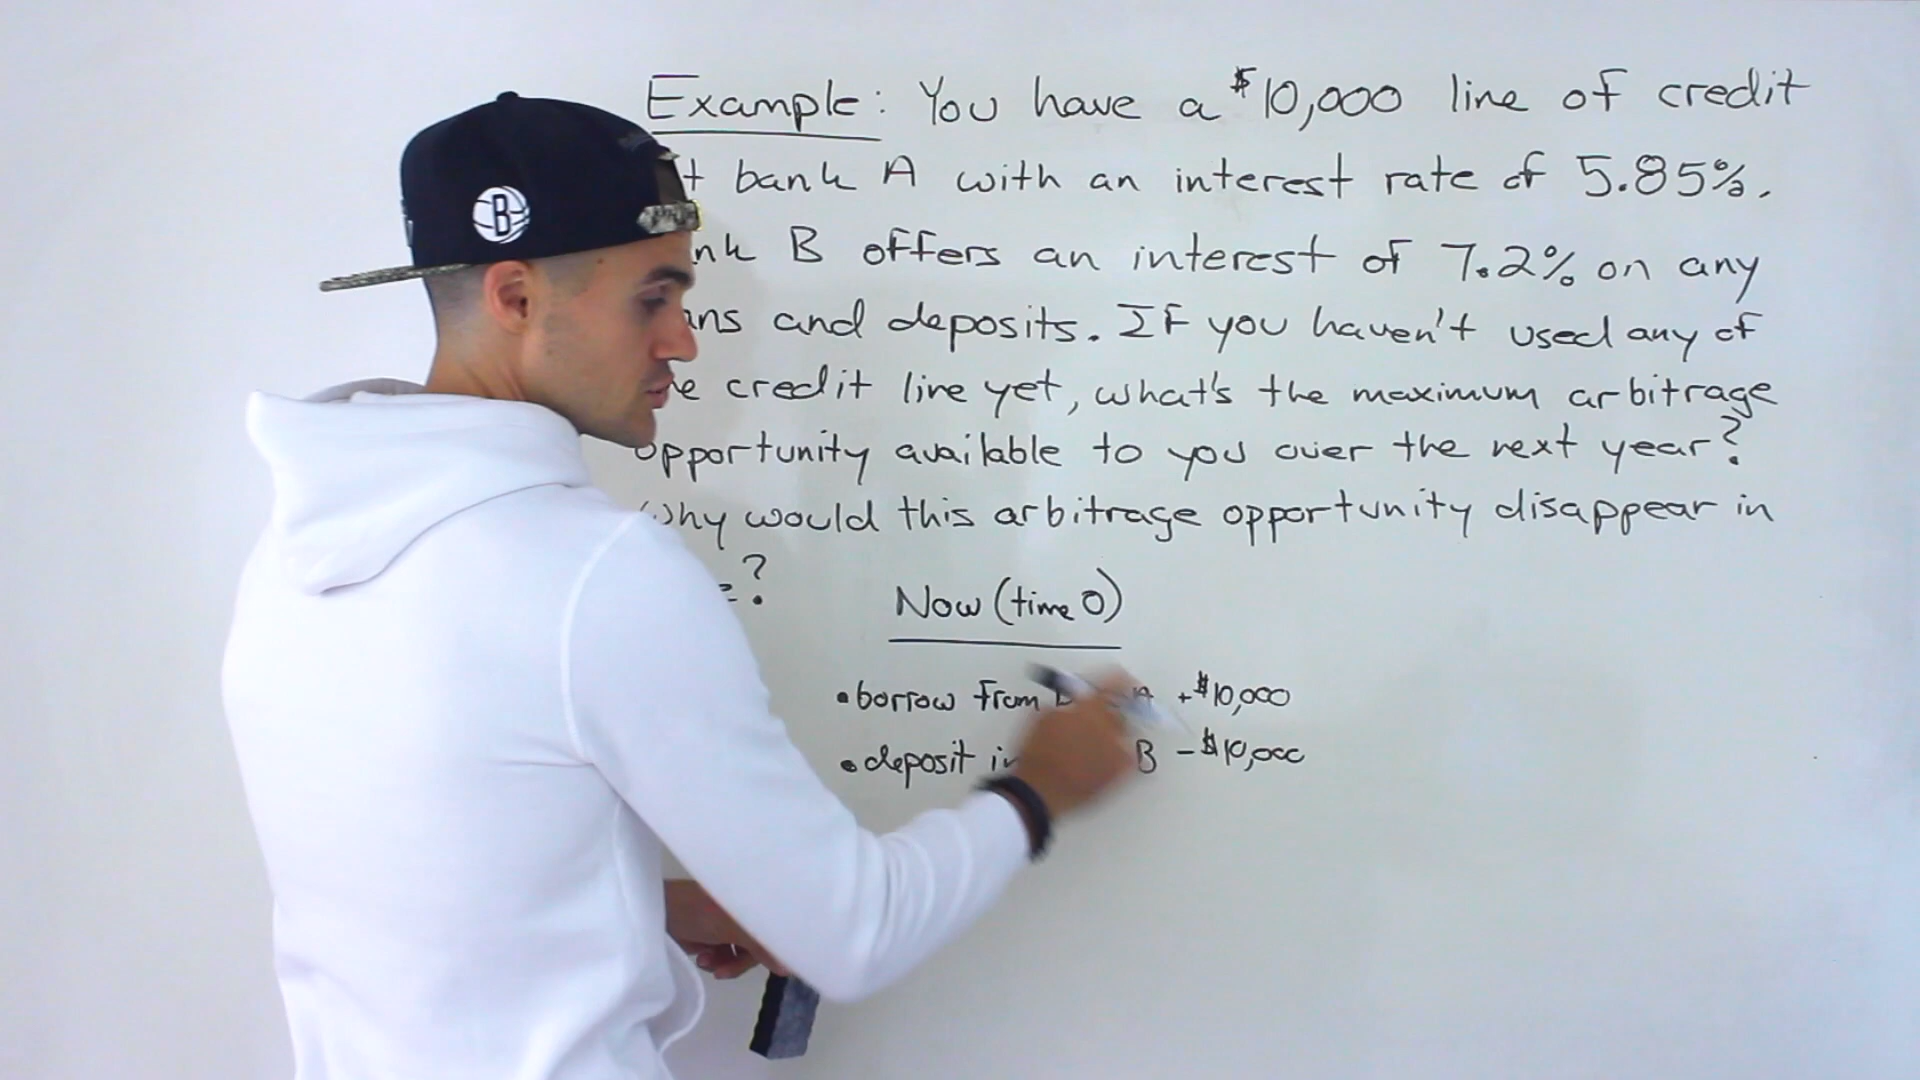 Example: You have a $10,000 line of credit
bank A with an interest rate of 5.85%.
B offers an interest of 7.2% on any
and deposits. If you haven't used any of
credit line yet, what's the maximum arbitrage
opportunity available to you over the next year?
Why would this arbitrage opportunity disappear in
?
Now (time 0)
• borrow from A +$10,000
• deposit B -$10,000
B